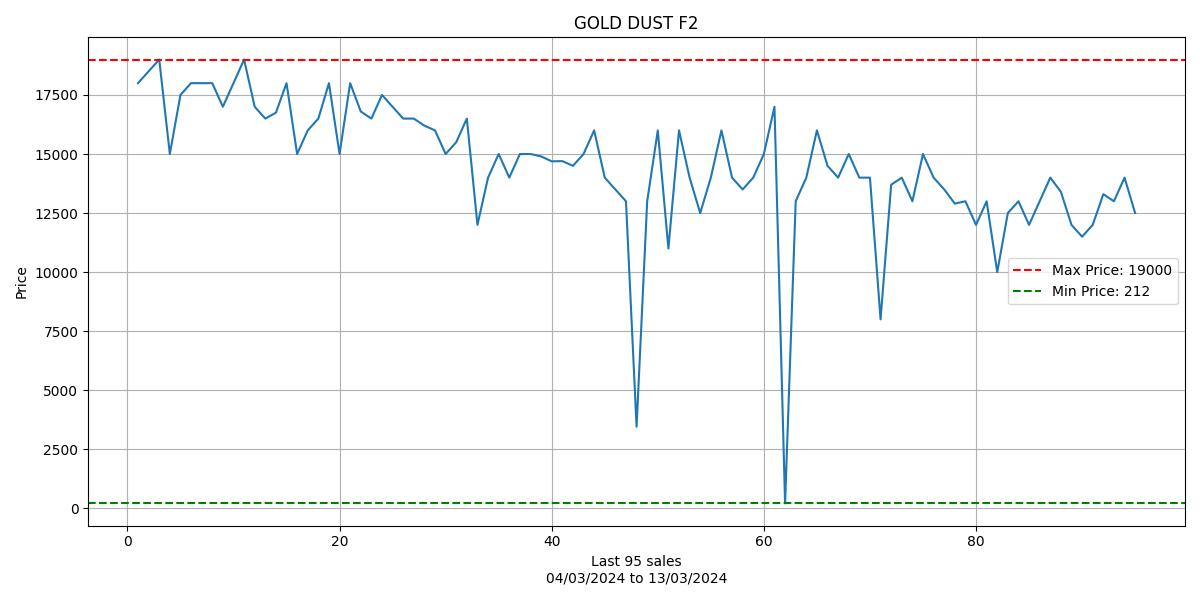 GOLD DUST F2
Price
17500
15000
12500
10000
7500
5000
2500
0
Max Price: 19000
Min Price: 212
0 20 40 60 80
Last 95 sales
04/03/2024 to 13/03/2024